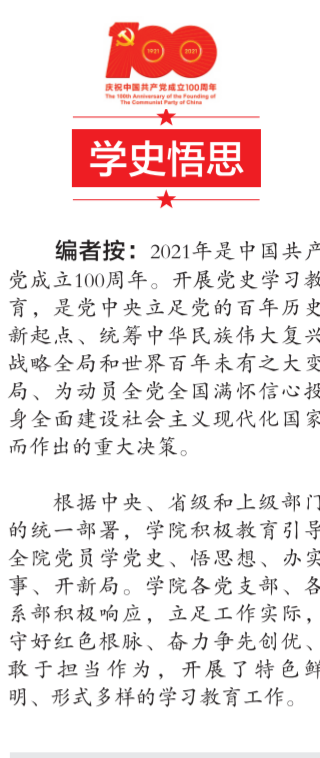 100
1921
2021
庆祝中国共产党成立100周年
The 100th Anniversary of the Founding of
The Communist Party of China
学史悟思
编者按：2021年是中国共产
党成立100周年。开展党史学习教
育，是党中央立足党的百年历史
新起点、统筹中华民族伟大复兴
战略全局和世界百年未有之大变
局、为动员全党全国满怀信心投
身全面建设社会主义现代化国家
而作出的重大决策。
根据中央、省级和上级部门
的统一部署，学院积极教育引导
全院党员学党史、悟思想、办实
事、开新局。学院各党支部、各
系部积极响应，立足工作实际，
守好红色根脉、奋力争先创优、
敢于担当作为，开展了特色鲜
明、形式多样的学习教育工作。